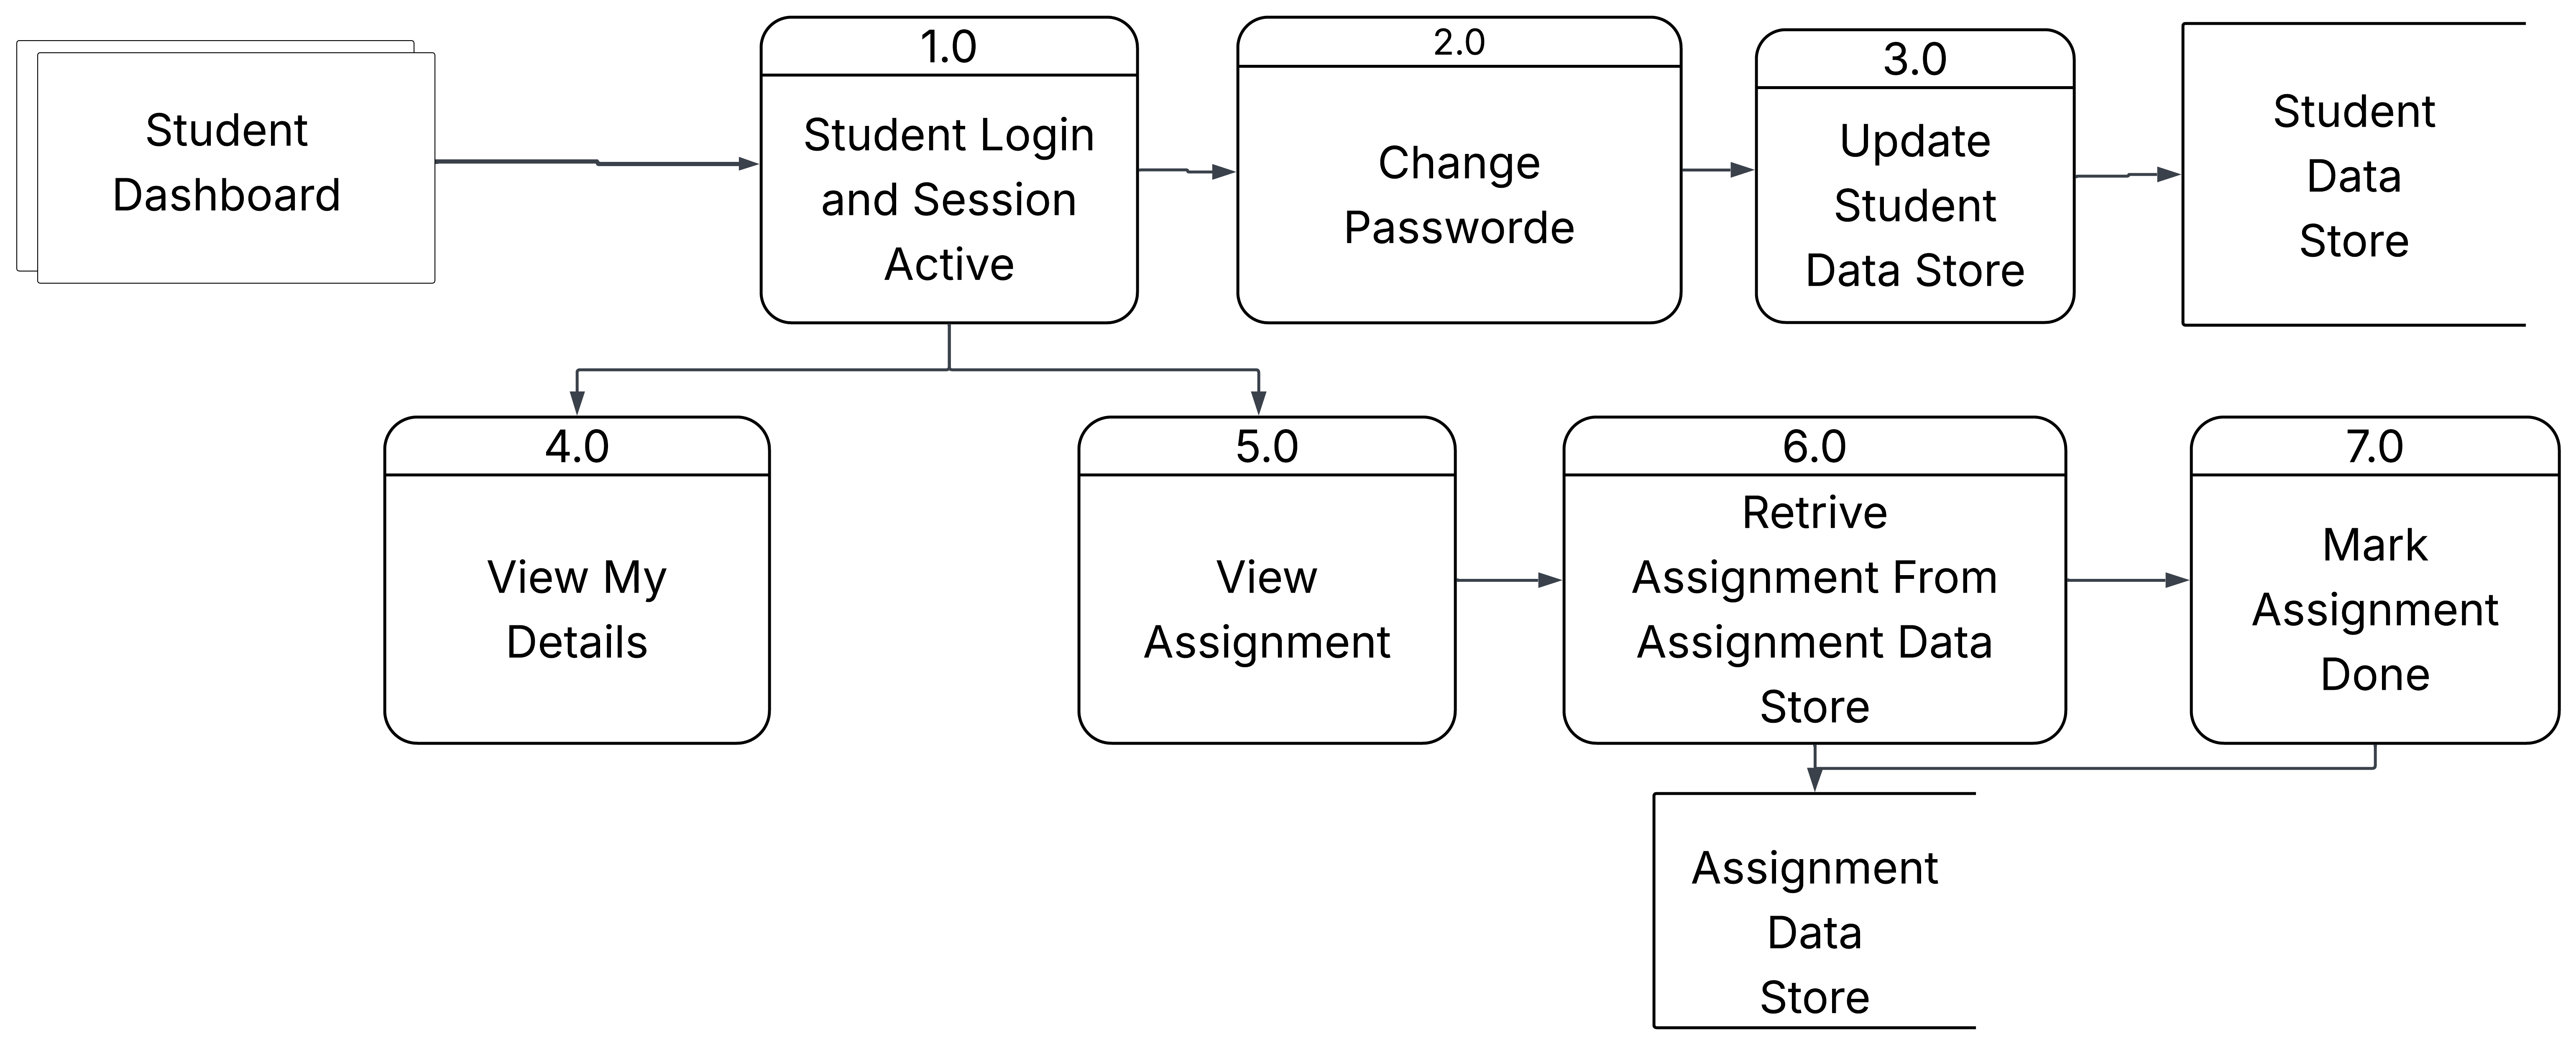 Student
Dashboard
1.0
Student Login
and Session
Active
2.0
Change
Passworde
3.0
Update
Student
Data Store
Student
Data
Store
4.0
View My
Details
5.0
View
Assignment
6.0
Retrive
Assignment From
Assignment Data
Store
7.0
Mark
Assignment
Done
Assignment
Data
Store